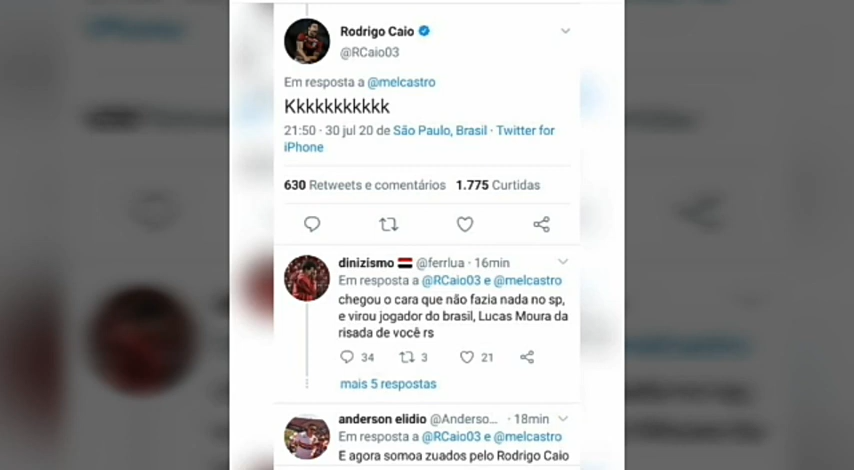 Rodrigo Caio
@RCaio03
Em resposta a @melcastro
Kkkkkkkkkkk
21:50 · 30 jul 20 de São Paulo, Brasil · Twitter for
iPhone
630 Retweets e comentários 1.775 Curtidas
dinizismo @ferrlua · 16min
Em resposta a @RCaio03 e @melcastro
chegou o cara que não fazia nada no sp,
e virou jogador do brasil, Lucas Moura da
risada de você rs
34 3 21
mais 5 respostas
anderson elidio @Anderso... · 18min
Em resposta a @RCaio03 e @melcastro
E agora somoa zuados pelo Rodrigo Caio